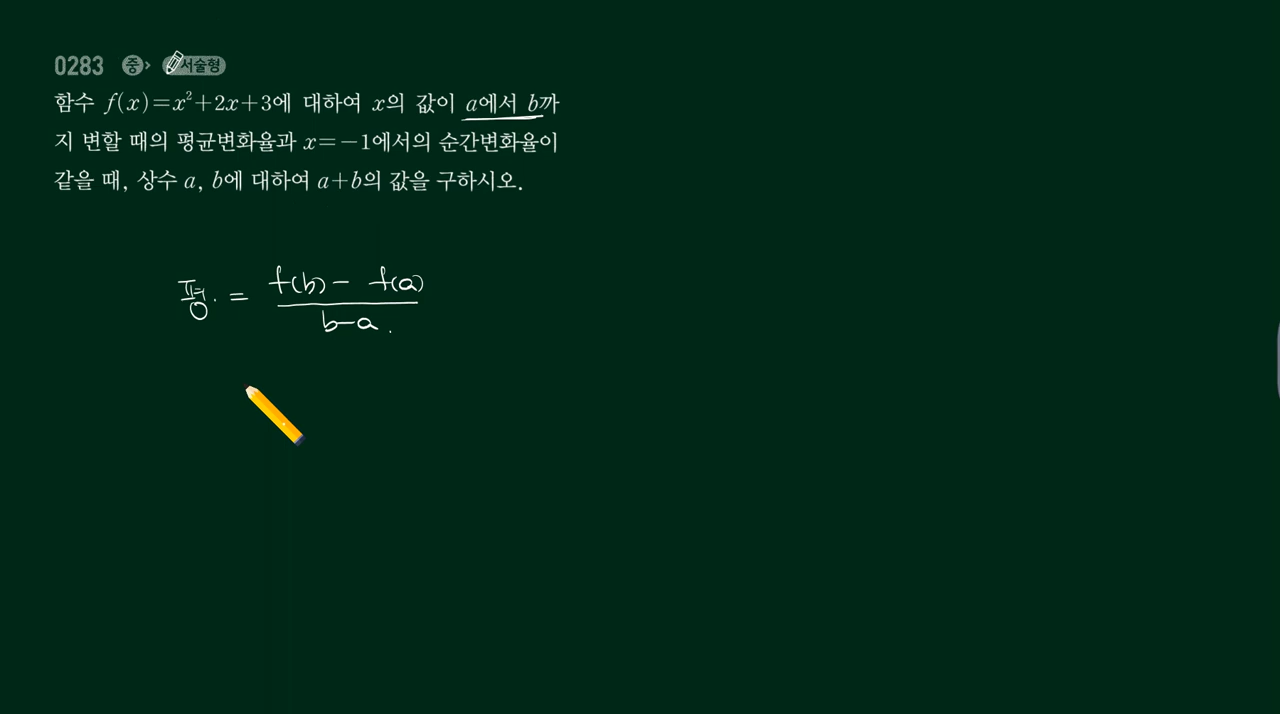 0283 중 서술형
함수 f(x)=x²+2x+3에 대하여 x의 값이 a에서 b까
지 변할 때의 평균변화율과 x=-1에서의 순간변화율이
같을 때, 상수 a, b에 대하여 a+b의 값을 구하시오.
평. = f(b) - f(a)
b-a.